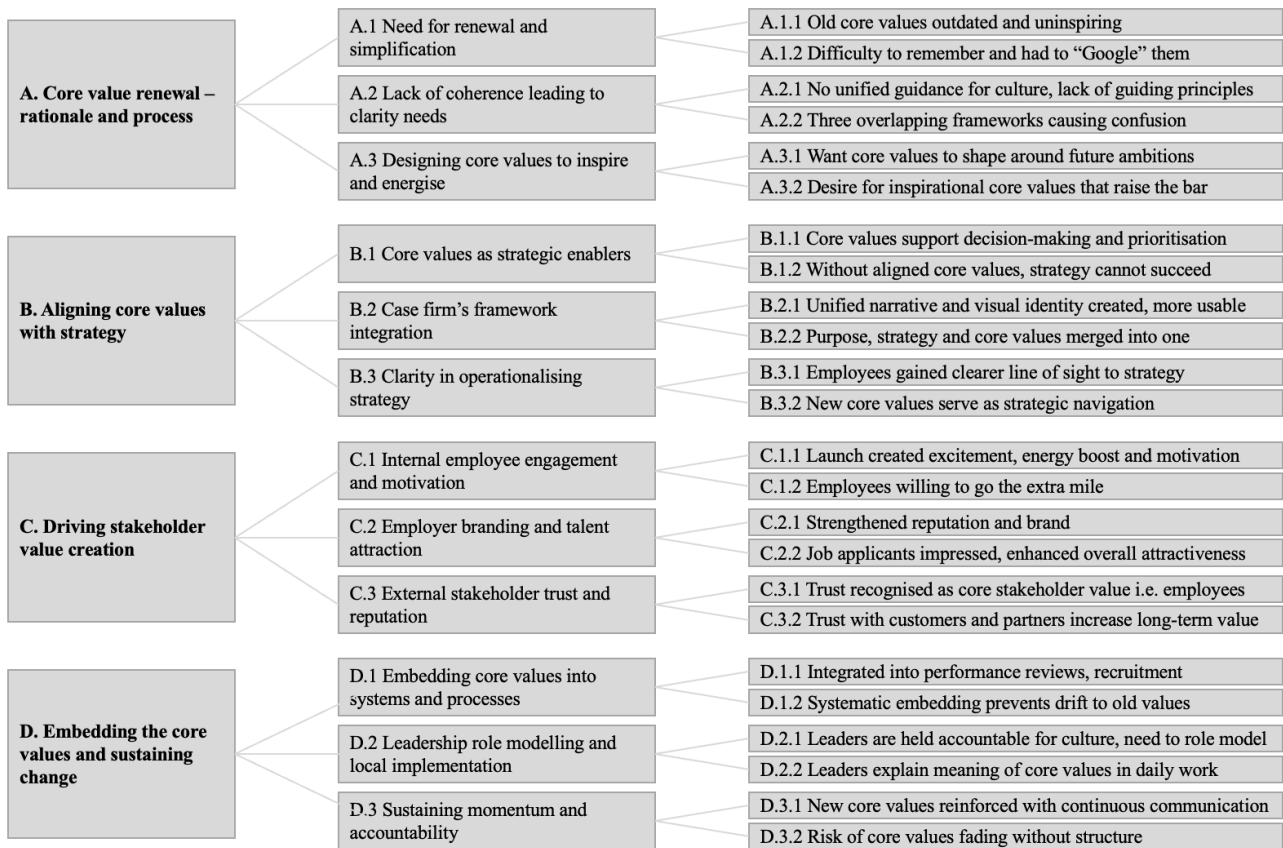 A. Core value renewal –
rationale and process
A.1 Need for renewal and
simplification
A.1.1 Old core values outdated and uninspiring
A.1.2 Difficulty to remember and had to “Google” them
A.2 Lack of coherence leading to
clarity needs
A.2.1 No unified guidance for culture, lack of guiding principles
A.2.2 Three overlapping frameworks causing confusion
A.3 Designing core values to inspire
and energise
A.3.1 Want core values to shape around future ambitions
A.3.2 Desire for inspirational core values that raise the bar
B. Aligning core values
with strategy
B.1 Core values as strategic enablers
B.1.1 Core values support decision-making and prioritisation
B.1.2 Without aligned core values, strategy cannot succeed
B.2 Case firm’s framework
integration
B.2.1 Unified narrative and visual identity created, more usable
B.2.2 Purpose, strategy and core values merged into one
B.3 Clarity in operationalising
strategy
B.3.1 Employees gained clearer line of sight to strategy
B.3.2 New core values serve as strategic navigation
C. Driving stakeholder
value creation
C.1 Internal employee engagement
and motivation
C.1.1 Launch created excitement, energy boost and motivation
C.1.2 Employees willing to go the extra mile
C.2 Employer branding and talent
attraction
C.2.1 Strengthened reputation and brand
C.2.2 Job applicants impressed, enhanced overall attractiveness
C.3 External stakeholder trust and
reputation
C.3.1 Trust recognised as core stakeholder value i.e. employees
C.3.2 Trust with customers and partners increase long-term value
D. Embedding the core
values and sustaining
change
D.1 Embedding core values into
systems and processes
D.1.1 Integrated into performance reviews, recruitment
D.1.2 Systematic embedding prevents drift to old values
D.2 Leadership role modelling and
local implementation
D.2.1 Leaders are held accountable for culture, need to role model
D.2.2 Leaders explain meaning of core values in daily work
D.3 Sustaining momentum and
accountability
D.3.1 New core values reinforced with continuous communication
D.3.2 Risk of core values fading without structure